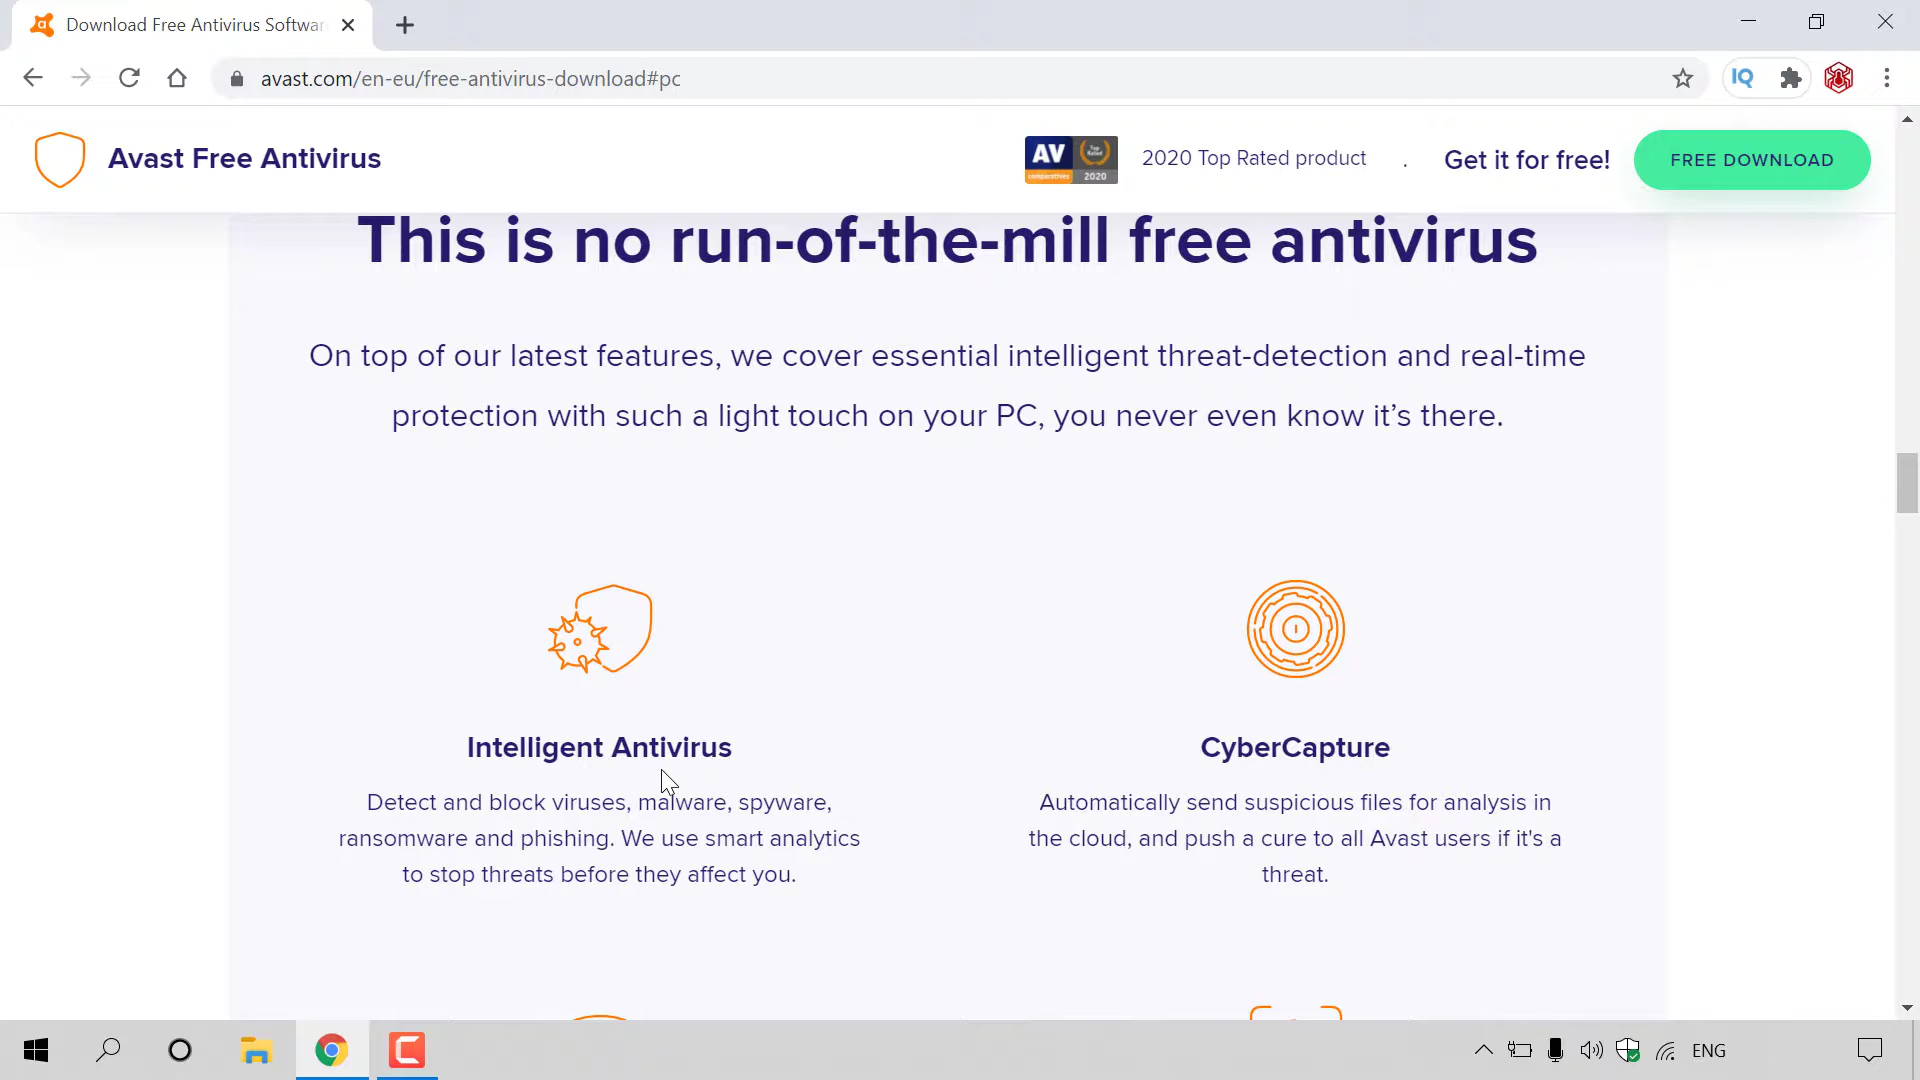 Download Free Antivirus Softwar
avast.com/en-eu/free-antivirus-download#pc
IQ
Avast Free Antivirus
AV
Top
Rated
comparatives
2020
2020 Top Rated product
.
Get it for free!
FREE DOWNLOAD
This is no run-of-the-mill free antivirus
On top of our latest features, we cover essential intelligent threat-detection and real-time
protection with such a light touch on your PC, you never even know it’s there.
Intelligent Antivirus
Detect and block viruses, malware, spyware,
ransomware and phishing. We use smart analytics
to stop threats before they affect you.
CyberCapture
Automatically send suspicious files for analysis in
the cloud, and push a cure to all Avast users if it's a
threat.
ENG